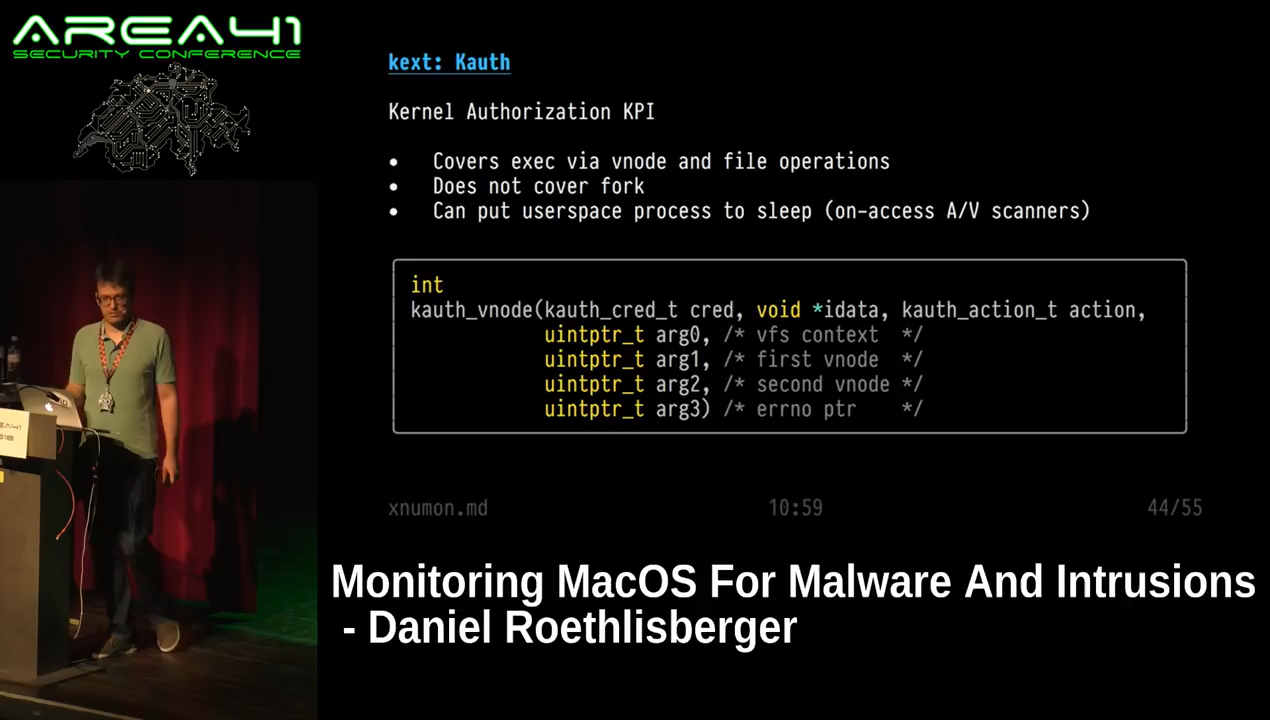 AREA41
SECURITY CONFERENCE
kext: Kauth
Kernel Authorization KPI
• Covers exec via vnode and file operations
• Does not cover fork
• Can put userspace process to sleep (on-access A/V scanners)
int
kauth_vnode(kauth_cred_t cred, void *idata, kauth_action_t action,
uintptr_t arg0, /* vfs context */
uintptr_t arg1, /* first vnode */
uintptr_t arg2, /* second vnode */
uintptr_t arg3) /* errno ptr */
xnumon.md 10:59 44/55
Monitoring MacOS For Malware And Intrusions
- Daniel Roethlisberger